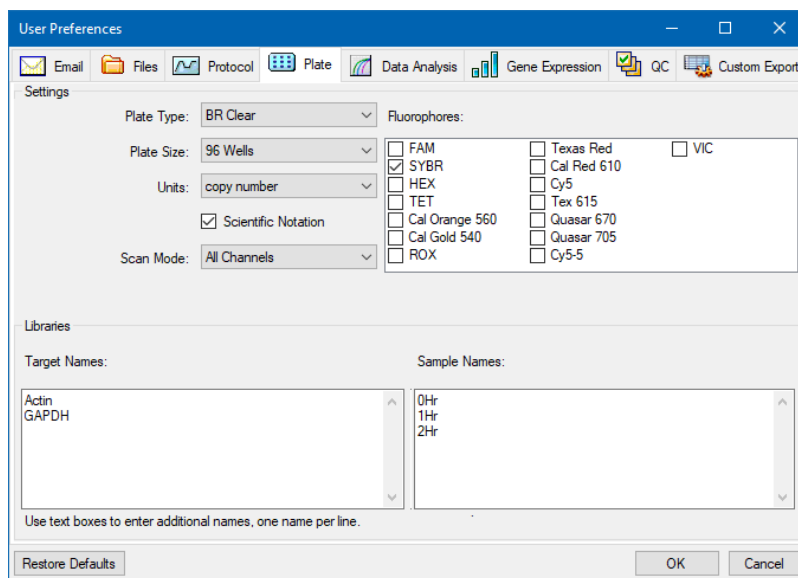 User Preferences
Email Files Protocol Plate Data Analysis Gene Expression QC Custom Export
Settings
Plate Type: BR Clear
Plate Size: 96 Wells
Units: copy number
Scientific Notation
Scan Mode: All Channels
Fluorophores:
FAM Texas Red VIC
SYBR Cal Red 610
HEX Cy5
TET Tex 615
Cal Orange 560 Quasar 670
Cal Gold 540 Quasar 705
ROX Cy5-5
Libraries
Target Names:
Actin
GAPDH
Sample Names:
0Hr
1Hr
2Hr
Use text boxes to enter additional names, one name per line.
Restore Defaults OK Cancel